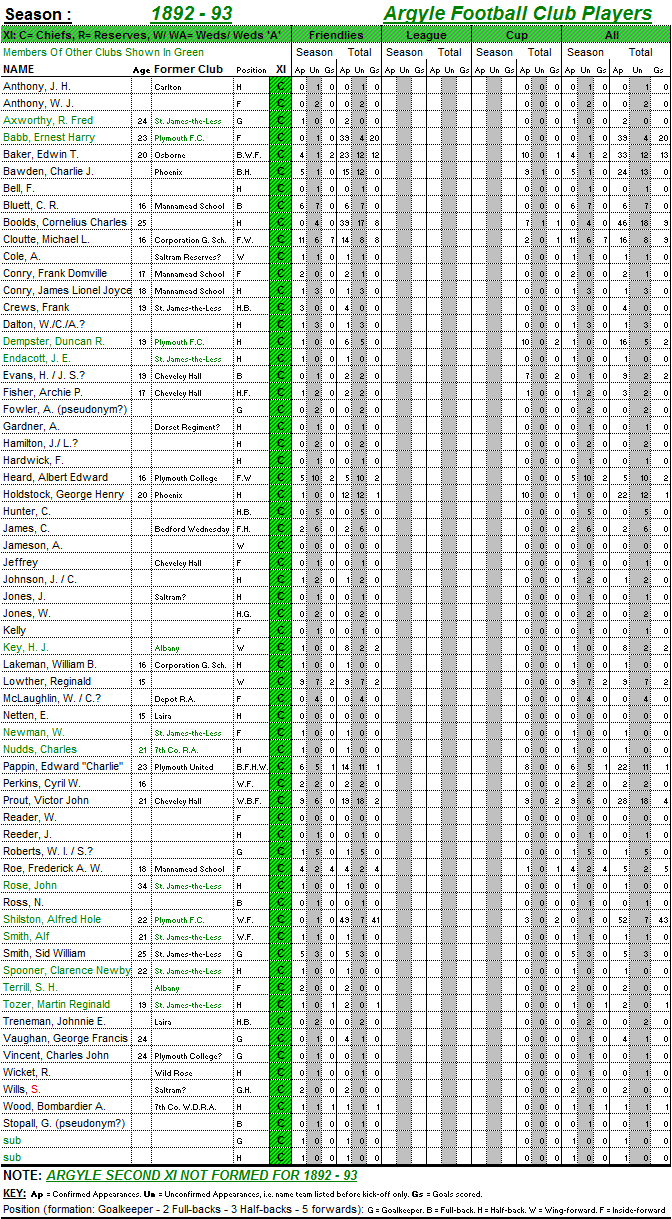 Season : 1892 - 93 Argyle Football Club Players
XI: C= Chiefs, R= Reserves, W/ WA= Weds/ Weds 'A' Friendlies League Cup All
Members Of Other Clubs Shown In Green Season Total Season Total Season Total Season Total
NAME Age Former Club Position XI Ap Un Gs Ap Un Gs Ap Un Gs Ap Un Gs Ap Un Gs Ap Un Gs Ap Un Gs Ap Un Gs
Anthony, J. H. Carlton H C 0 1 0 0 1 0 0 0 0 0 1 0 0 1 0
Anthony, W. J. F C 0 2 0 0 2 0 0 0 0 0 2 0 0 2 0
Axworthy, R. Fred 24 St. James-the-Less G C 1 0 0 2 0 0 0 0 0 1 0 0 2 0 0
Babb, Ernest Harry 23 Plymouth F.C. F C 0 1 0 39 4 20 0 0 0 0 1 0 39 4 20
Baker, Edwin T. 20 Osborne B.W.F. C 4 1 2 23 12 12 10 0 1 4 1 2 33 12 13
Bawden, Charlie J. Phoenix B.H. C 5 1 0 15 12 0 9 1 0 5 1 0 24 13 0
Bell, F. H C 0 1 0 0 1 0 0 0 0 0 1 0 0 1 0
Bluett, C. R. 16 Mannamead School B C 6 7 0 6 7 0 0 0 0 6 7 0 6 7 0
Boolds, Cornelius Charles 25 H C 0 4 0 39 17 8 7 1 1 0 4 0 46 18 9
Cloutte, Michael L. 16 Corporation G. Sch. F.W. C 11 6 7 14 8 8 2 0 1 11 6 7 16 8 9
Cole, A. Saltram Reserves? W C 1 0 0 1 0 0 0 0 0 1 0 0 1 0 0
Conry, Frank Domville 17 Mannamead School F C 2 0 0 2 0 1 0 0 0 2 0 0 2 0 1
Conry, James Lionel Joyce 18 Mannamead School H C 1 3 0 1 3 0 0 0 0 1 3 0 1 3 0
Crews, Frank 19 St. James-the-Less H.B. C 3 0 0 4 0 0 0 0 0 3 0 0 4 0 0
Dalton, W./C./A.? H C 1 3 0 1 3 0 0 0 0 1 3 0 1 3 0
Dempster, Duncan R. 19 Plymouth F.C. H C 1 0 0 6 5 0 10 0 2 1 0 0 16 5 2
Endacott, J. E. St. James-the-Less H C 1 0 0 1 0 0 0 0 0 1 0 0 1 0 0
Evans, H. / J. S.? 19 Cheveley Hall B C 0 1 0 2 2 0 7 0 2 0 1 0 9 2 2
Fisher, Archie P. 17 Cheveley Hall H.F. C 1 0 0 2 2 0 1 0 0 1 0 0 3 2 0
Fowler, A. (pseudonym?) G C 0 2 0 0 2 0 0 0 0 0 2 0 0 2 0
Gardner, A. Dorset Regiment? H C 0 1 0 0 1 0 0 0 0 0 1 0 0 1 0
Hamilton, J./ L.? H C 0 2 0 0 2 0 0 0 0 0 2 0 0 2 0
Hardwick, F. H C 0 1 0 0 1 0 0 0 0 0 1 0 0 1 0
Heard, Albert Edward 16 Plymouth College F.W C 5 10 2 5 10 2 0 0 0 5 10 2 5 10 2
Holdstock, George Henry 20 Phoenix H C 1 0 0 12 12 1 10 0 0 1 0 0 22 12 1
Hunter, C. H.B. C 0 5 0 0 5 0 0 0 0 0 5 0 0 5 0
James, C. Bedford Wednesday F.H. C 2 6 0 2 6 0 0 0 0 2 6 0 2 6 0
Jameson, A. W C 0 0 0 0 0 0 0 0 0 0 0 0 0 0 0
Jeffrey Cheveley Hall F C 0 1 0 0 1 0 0 0 0 0 1 0 0 1 0
Johnson, J. / C. F C 1 2 0 1 2 0 0 0 0 1 2 0 1 2 0
Jones, J. Saltram? H C 1 0 0 1 0 0 0 0 0 1 0 0 1 0 0
Jones, W. H.G. C 0 2 0 0 2 0 0 0 0 0 2 0 0 2 0
Kelly F C 0 1 0 0 1 0 0 0 0 0 1 0 0 1 0
Key, H. J. Albany W C 1 0 0 8 2 2 0 0 0 1 0 0 8 2 2
Lakeman, William B. 16 Corporation G. Sch. H C 1 0 0 1 0 0 0 0 0 1 0 0 1 0 0
Lowther, Reginald 15 W C 9 7 2 9 7 2 0 0 0 9 7 2 9 7 2
McLaughlin, W. / C.? Depot R.A. F C 0 4 0 0 4 0 0 0 0 0 4 0 0 4 0
Netten, E. 15 Laira H C 0 0 0 0 0 0 0 0 0 0 0 0 0 0 0
Newman, W. St. James-the-Less F C 1 0 0 1 0 0 0 0 0 1 0 0 1 0 0
Nudds, Charles 21 7th Co. R.A. H C 1 0 0 1 0 0 0 0 0 1 0 0 1 0 0
Pappin, Edward "Charlie" 23 Plymouth United B.F.H.W. C 6 5 1 14 11 1 8 0 0 6 5 1 22 11 1
Perkins, Cyril W. 16 W.F. C 2 2 0 2 2 0 0 0 0 2 2 0 2 2 0
Prout, Victor John 21 Cheveley Hall W.B.F. C 9 6 0 19 18 2 9 0 2 9 6 0 28 18 4
Reader, W. F C 0 0 0 0 0 0 0 0 0 0 0 0 0 0 0
Reeder, J. H C 0 1 0 0 1 0 0 0 0 0 1 0 0 1 0
Roberts, W. I. / S.? G C 1 5 0 1 5 0 0 0 0 1 5 0 1 5 0
Roe, Frederick A. W. 18 Mannamead School F C 4 2 4 4 2 4 1 0 1 4 2 4 5 2 5
Rose, John 34 St. James-the-Less H C 1 0 0 1 0 0 0 0 0 1 0 0 1 0 0
Ross, N. B C 0 1 0 0 1 0 0 0 0 0 1 0 0 1 0
Shilston, Alfred Hole 22 Plymouth F.C. W.F. C 0 1 0 49 7 41 3 0 2 0 1 0 52 7 43
Smith, Alf 21 St. James-the-Less W.F. C 1 1 0 1 1 0 0 0 0 1 1 0 1 1 0
Smith, Sid William 25 St. James-the-Less G C 5 3 0 5 3 0 0 0 0 5 3 0 5 3 0
Spooner, Clarence Newby 22 St. James-the-Less H C 1 0 0 1 0 0 0 0 0 1 0 0 1 0 0
Terrill, S. H. Albany F C 2 0 0 2 0 0 0 0 0 2 0 0 2 0 0
Tozer, Martin Reginald 19 St. James-the-Less H C 1 0 1 2 0 1 0 0 0 1 0 1 2 0 1
Treneman, Johnnie E. Laira H.B. C 0 2 0 0 2 0 0 0 0 0 2 0 0 2 0
Vaughan, George Francis 24 G C 1 0 0 4 1 0 0 0 0 1 0 0 4 1 0
Vincent, Charles John 24 Plymouth College? G C 0 1 0 0 1 0 0 0 0 0 1 0 0 1 0
Wicket, R. Wild Rose H C 0 1 0 0 1 0 0 0 0 0 1 0 0 1 0
Wills, S. Saltram? G.H. C 2 0 0 2 0 0 0 0 0 2 0 0 2 0 0
Wood, Bombardier A. 7th Co. W.D.R.A. H C 1 1 1 1 1 1 0 0 0 1 1 1 1 1 1
Stopall, G. (pseudonym?) B C 0 1 0 0 1 0 0 0 0 0 1 0 0 1 0
sub G C 1 0 0 1 0 0 0 0 0 1 0 0 1 0 0
sub H C 1 0 0 1 0 0 0 0 0 1 0 0 1 0 0
NOTE: ARGYLE SECOND XI NOT FORMED FOR 1892 - 93
KEY: Ap = Confirmed Appearances. Un = Unconfirmed Appearances, i.e. name team listed before kick-off only. Gs = Goals scored.
Position (formation: Goalkeeper - 2 Full-backs - 3 Half-backs - 5 forwards): G = Goalkeeper. B = Full-back. H = Half-back. W = Wing-forward. F = Inside-forward